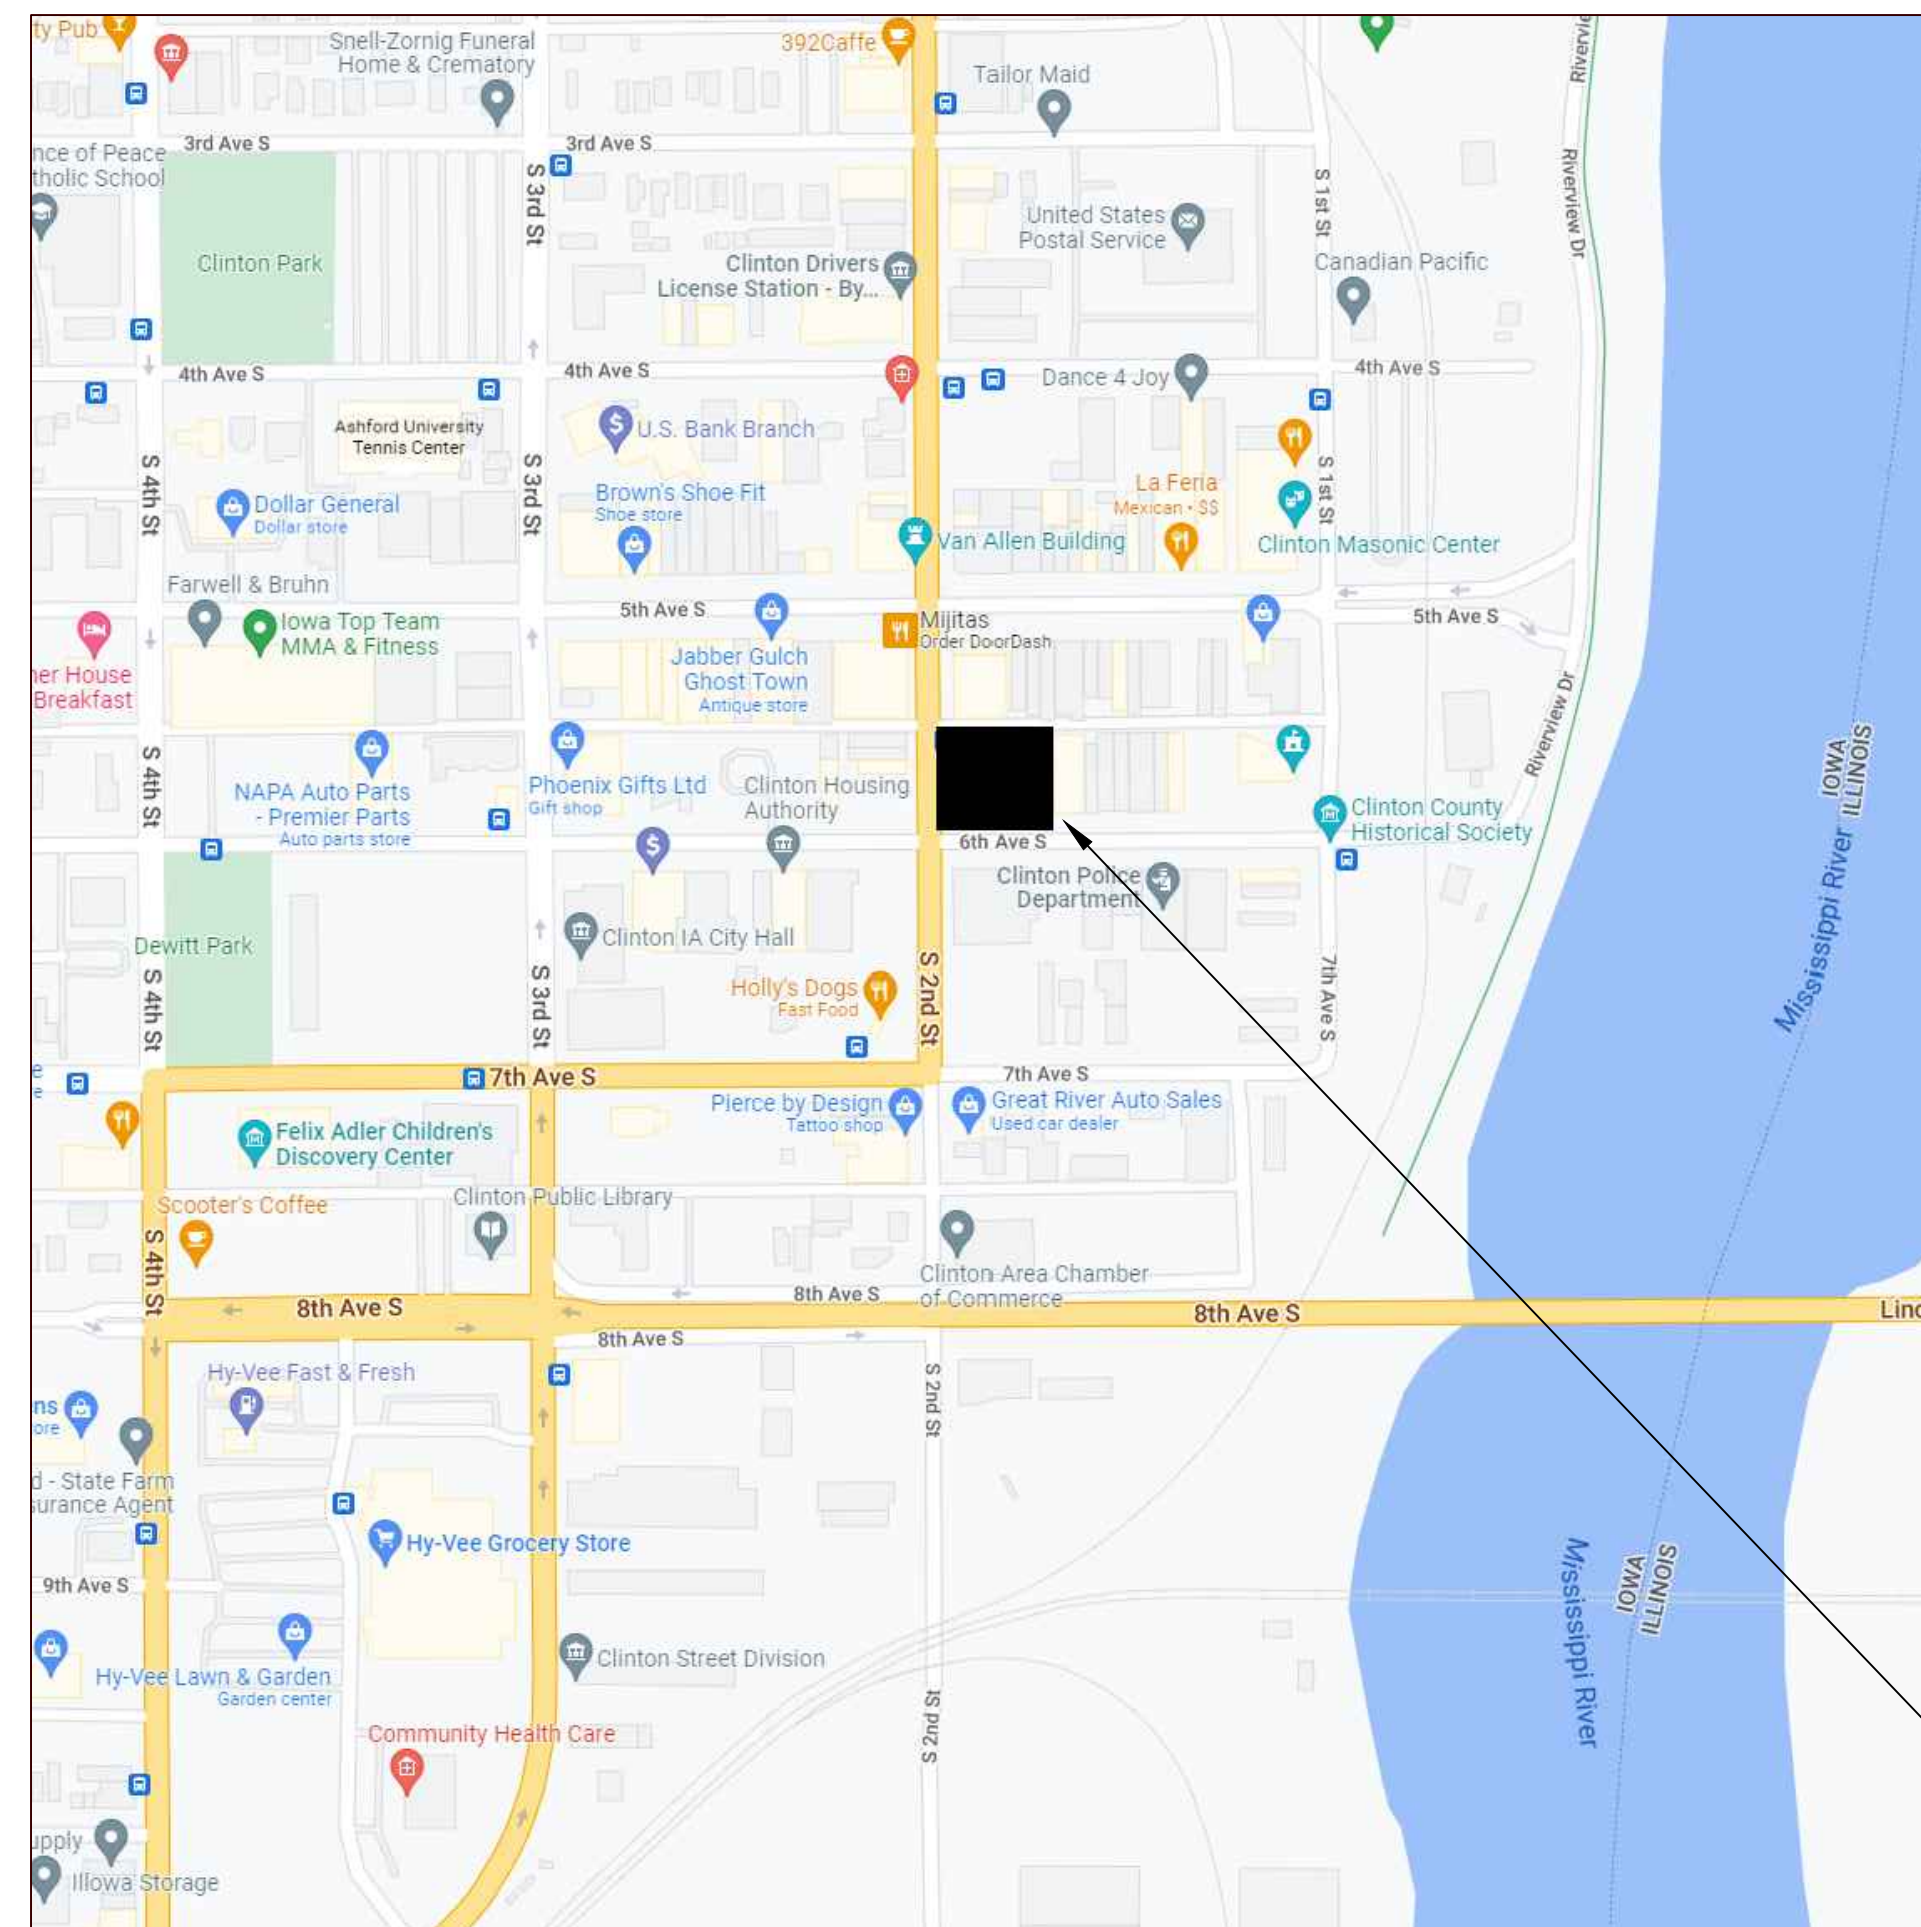 ty Pub
Snell-Zornig Funeral
Home & Crematory
392Caffe
Tailor Maid
Riverview
3rd Ave S
3rd Ave S
nce of Peace
tholic School
S 3rd St
S 1st St
Riverview Dr
United States
Postal Service
Clinton Park
Clinton Drivers
License Station - By...
Canadian Pacific
4th Ave S
4th Ave S
4th Ave S
Dance 4 Joy
Ashford University
Tennis Center
U.S. Bank Branch
S 4th St
S 3rd St
S 1st St
Dollar General
Dollar store
Brown's Shoe Fit
Shoe store
La Feria
Mexican • $$
Van Allen Building
Clinton Masonic Center
Farwell & Bruhn
5th Ave S
5th Ave S
Iowa Top Team
MMA & Fitness
Mijitas
Order DoorDash
Jabber Gulch
Ghost Town
Antique store
ner House
Breakfast
Riverview Dr
IOWA
ILLINOIS
S 4th St
NAPA Auto Parts
- Premier Parts
Auto parts store
Phoenix Gifts Ltd
Gift shop
Clinton Housing
Authority
Clinton County
Historical Society
6th Ave S
Clinton Police
Department
Mississippi River
Dewitt Park
Clinton IA City Hall
S 4th St
S 3rd St
S 2nd St
7th Ave S
Holly's Dogs
Fast Food
7th Ave S
7th Ave S
e
e
Pierce by Design
Tattoo shop
Great River Auto Sales
Used car dealer
Felix Adler Children's
Discovery Center
Scooter's Coffee
Clinton Public Library
S 4th St
Clinton Area Chamber
of Commerce
8th Ave S
8th Ave S
8th Ave S
Linc
8th Ave S
Hy-Vee Fast & Fresh
S 2nd St
ns
ore
d - State Farm
surance Agent
Hy-Vee Grocery Store
9th Ave S
Mississippi River
IOWA
ILLINOIS
Clinton Street Division
Hy-Vee Lawn & Garden
Garden center
S 2nd St
Community Health Care
upply
Illowa Storage